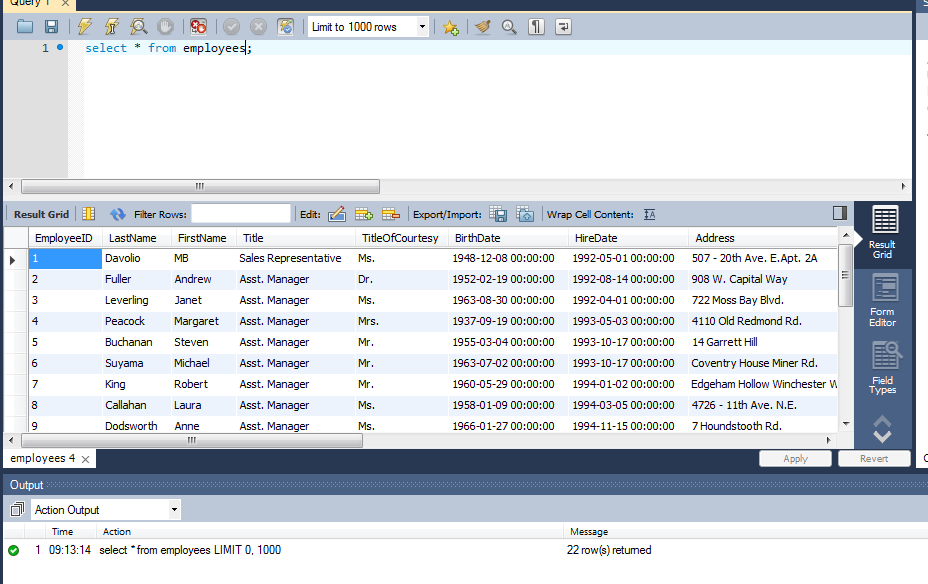 Query 1
Limit to 1000 rows
1 select * from employees;
Result Grid Filter Rows: Edit: Export/Import: Wrap Cell Content:
EmployeeID LastName FirstName Title TitleOfCourtesy BirthDate HireDate Address
1 Davolio MB Sales Representative Ms. 1948-12-08 00:00:00 1992-05-01 00:00:00 507 - 20th Ave. E.Apt. 2A
2 Fuller Andrew Asst. Manager Dr. 1952-02-19 00:00:00 1992-08-14 00:00:00 908 W. Capital Way
3 Leverling Janet Asst. Manager Ms. 1963-08-30 00:00:00 1992-04-01 00:00:00 722 Moss Bay Blvd.
4 Peacock Margaret Asst. Manager Mrs. 1937-09-19 00:00:00 1993-05-03 00:00:00 4110 Old Redmond Rd.
5 Buchanan Steven Asst. Manager Mr. 1955-03-04 00:00:00 1993-10-17 00:00:00 14 Garrett Hill
6 Suyama Michael Asst. Manager Mr. 1963-07-02 00:00:00 1993-10-17 00:00:00 Coventry House Miner Rd.
7 King Robert Asst. Manager Mr. 1960-05-29 00:00:00 1994-01-02 00:00:00 Edgeham Hollow Winchester W
8 Callahan Laura Asst. Manager Ms. 1958-01-09 00:00:00 1994-03-05 00:00:00 4726 - 11th Ave. N.E.
9 Dodsworth Anne Asst. Manager Ms. 1966-01-27 00:00:00 1994-11-15 00:00:00 7 Houndstooth Rd.
Result
Grid
Form
Editor
Field
Types
employees 4
Apply Revert
Output
Action Output
Time Action Message
1 09:13:14 select * from employees LIMIT 0, 1000 22 row(s) returned